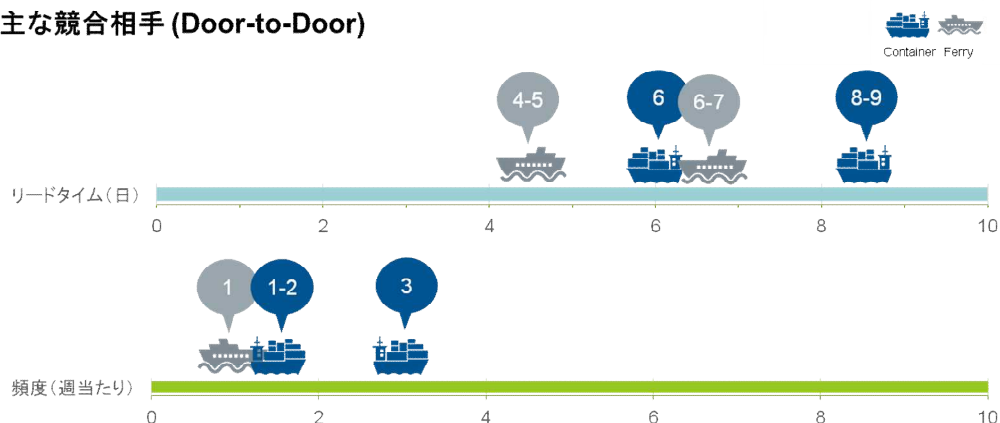 主な競合相手 (Door-to-Door)
Container Ferry
4-5 6 6-7 8-9
リードタイム（日）
0 2 4 6 8 10
1 1-2 3
頻度（週当たり）
0 2 4 6 8 10